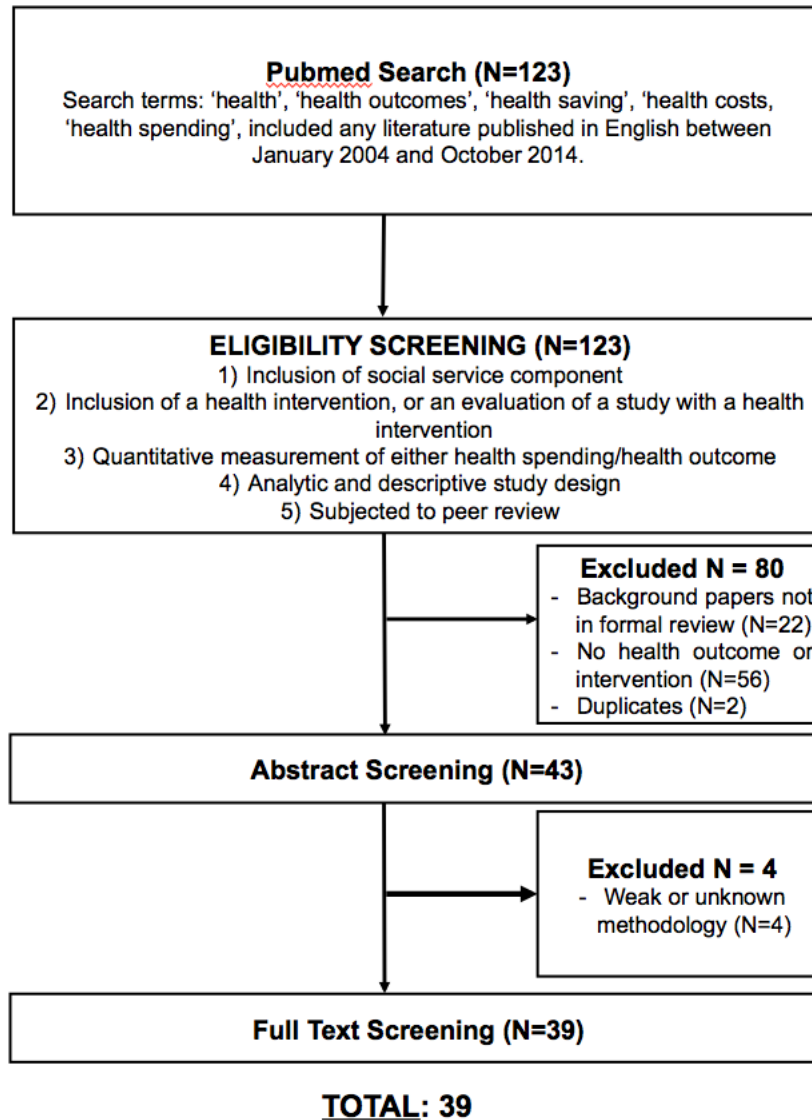 Pubmed Search (N=123)
Search terms: ‘health’, ‘health outcomes’, ‘health saving’, ‘health costs,
‘health spending’, included any literature published in English between
January 2004 and October 2014.
ELIGIBILITY SCREENING (N=123)
1) Inclusion of social service component
2) Inclusion of a health intervention, or an evaluation of a study with a health
intervention
3) Quantitative measurement of either health spending/health outcome
4) Analytic and descriptive study design
5) Subjected to peer review
Excluded N = 80
- Background papers not
in formal review (N=22)
- No health outcome or
intervention (N=56)
- Duplicates (N=2)
Abstract Screening (N=43)
Excluded N = 4
- Weak or unknown
methodology (N=4)
Full Text Screening (N=39)
TOTAL: 39